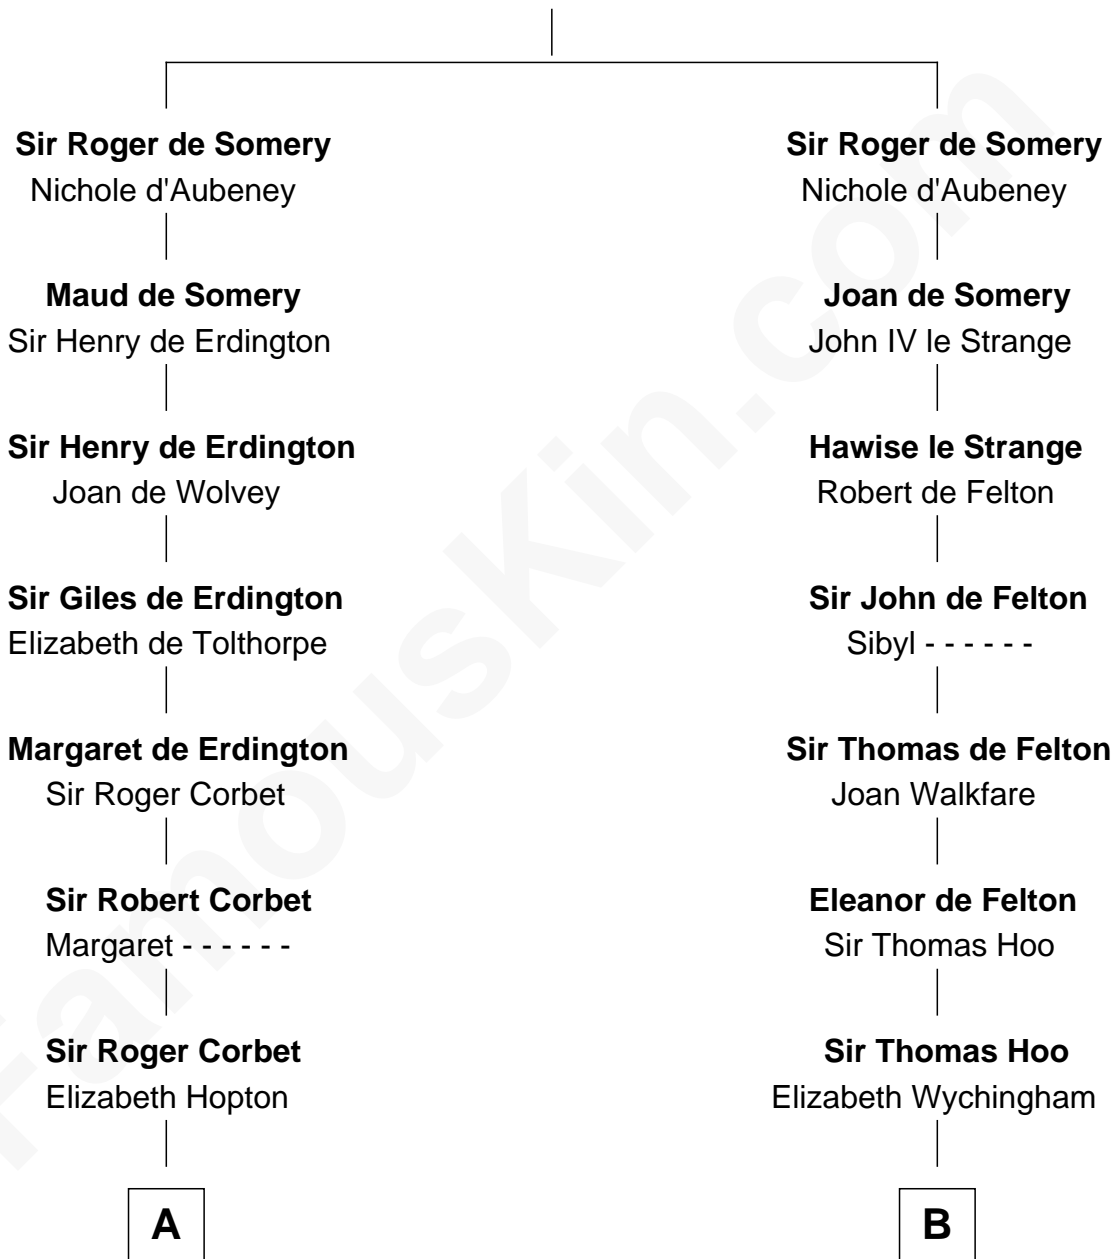 Sir Roger de Somery
Nichole d'Aubeney
Maud de Somery
Sir Henry de Erdington
Sir Henry de Erdington
Joan de Wolvey
Sir Giles de Erdington
Elizabeth de Tolthorpe
Margaret de Erdington
Sir Roger Corbet
Sir Robert Corbet
Margaret - - - - - -
Sir Roger Corbet
Elizabeth Hopton
A
Sir Roger de Somery
Nichole d'Aubeney
Joan de Somery
John IV le Strange
Hawise le Strange
Robert de Felton
Sir John de Felton
Sibyl - - - - - -
Sir Thomas de Felton
Joan Walkfare
Eleanor de Felton
Sir Thomas Hoo
Sir Thomas Hoo
Elizabeth Wychingham
B
FamousKin.com